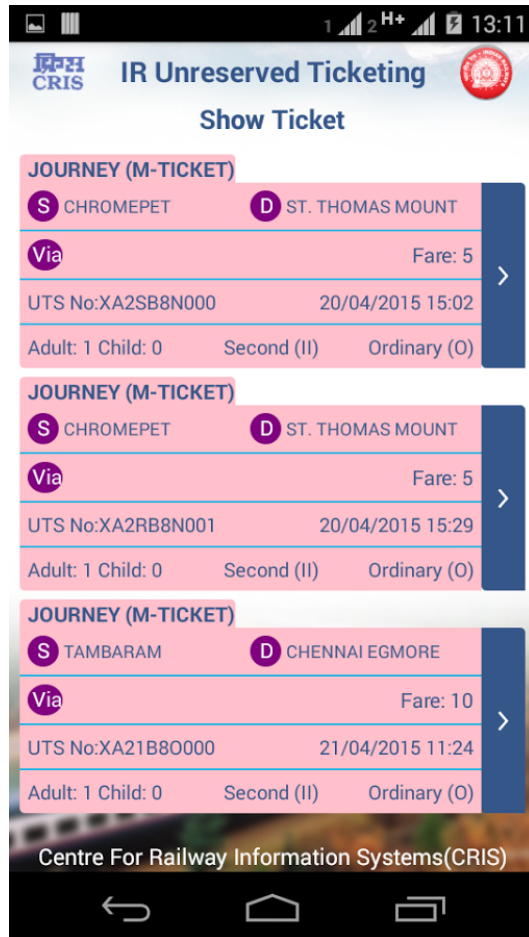 1 2 H+ 13:11
क्रिस
CRIS
IR Unreserved Ticketing
Show Ticket
JOURNEY (M-TICKET)
S CHROMEPET D ST. THOMAS MOUNT
Via Fare: 5
UTS No:XA2SB8N000 20/04/2015 15:02
Adult: 1 Child: 0 Second (II) Ordinary (O)
JOURNEY (M-TICKET)
S CHROMEPET D ST. THOMAS MOUNT
Via Fare: 5
UTS No:XA2RB8N001 20/04/2015 15:29
Adult: 1 Child: 0 Second (II) Ordinary (O)
JOURNEY (M-TICKET)
S TAMBARAM D CHENNAI EGMORE
Via Fare: 10
UTS No:XA21B8O000 21/04/2015 11:24
Adult: 1 Child: 0 Second (II) Ordinary (O)
Centre For Railway Information Systems(CRIS)